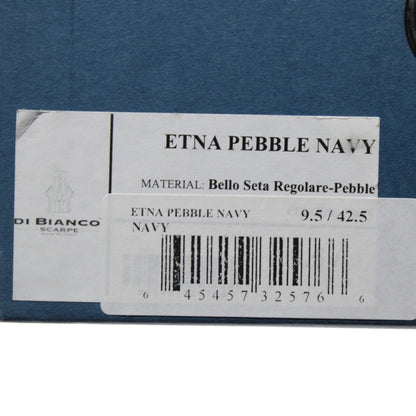 ETNA PEBBLE NAVY
MATERIAL: Bello Seta Regolare-Pebble
DI BIANCO
SCARPE
ETNA PEBBLE NAVY 9.5 / 42.5
NAVY
6 45457 32576 6